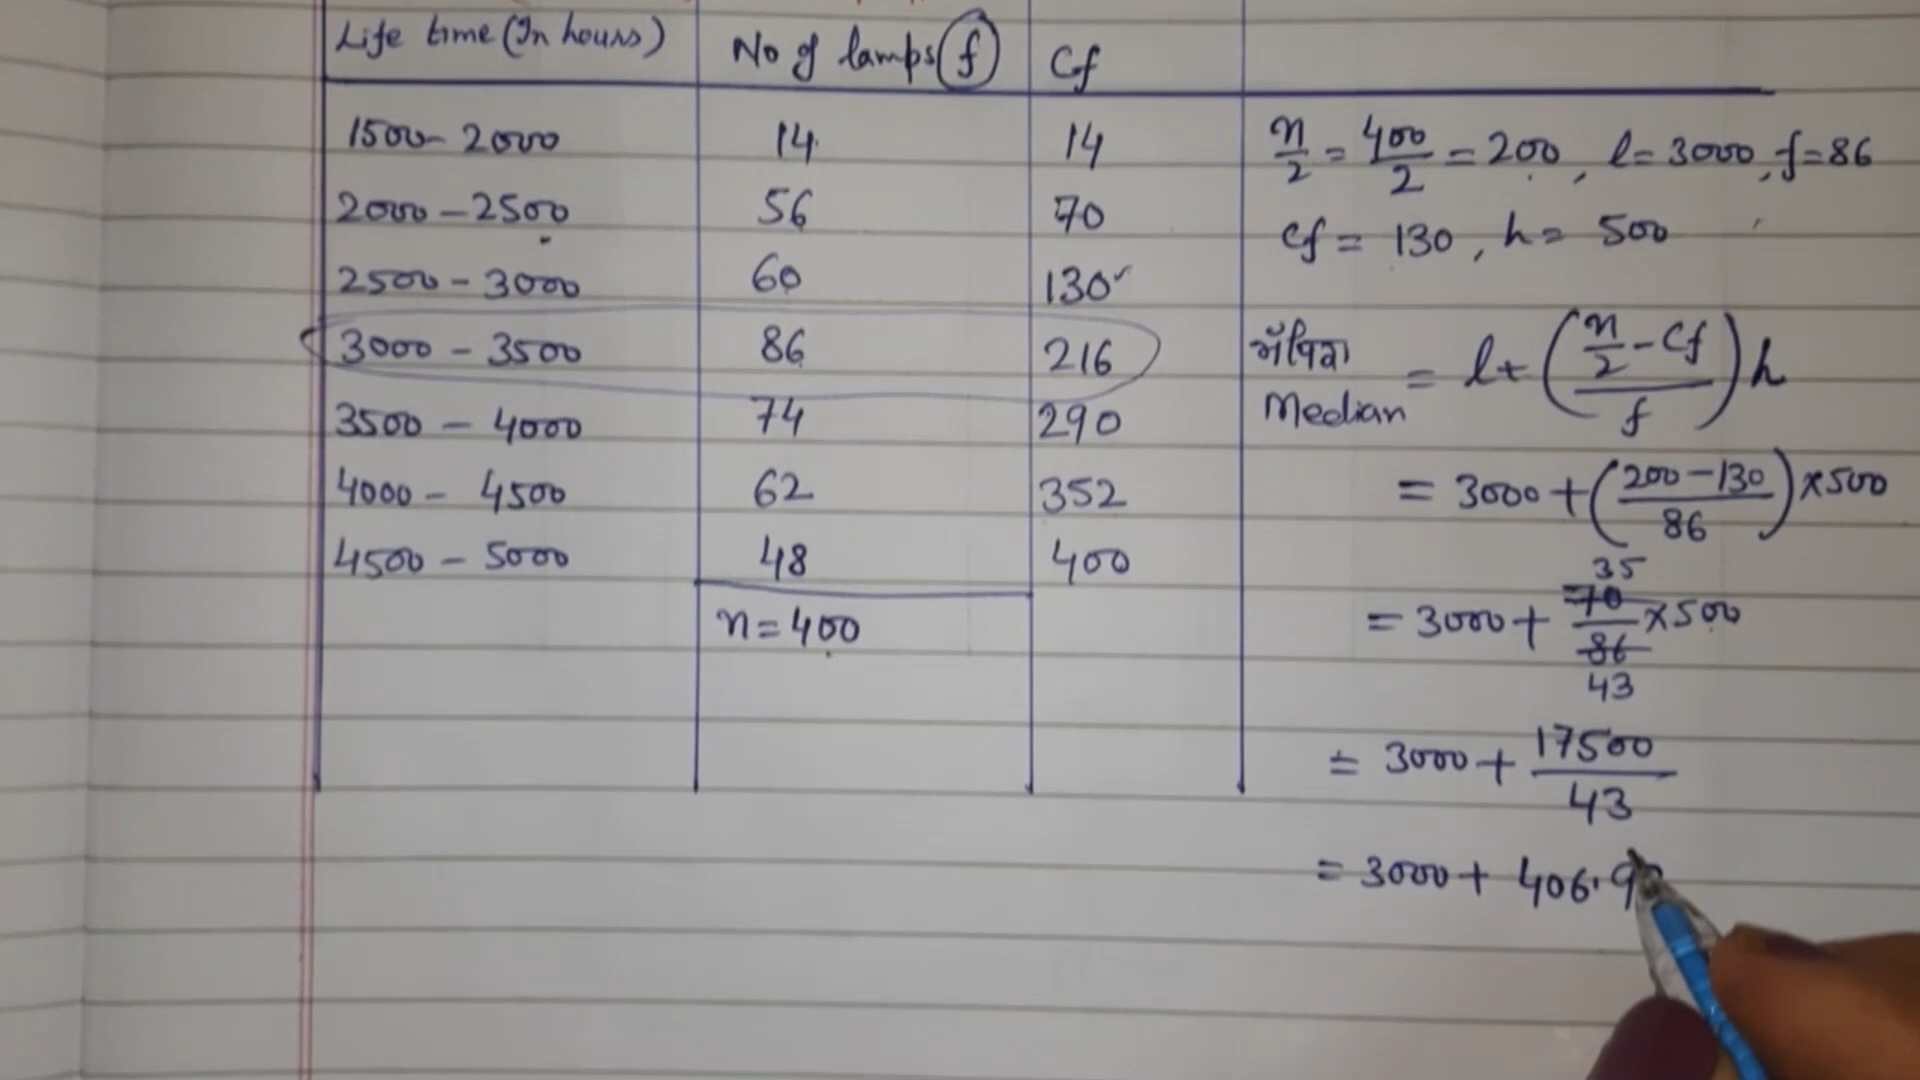 Life time (In hours) No of lamps (f) Cf
1500 - 2000 14 14
2000 - 2500 56 70
2500 - 3000 60 130
3000 - 3500 86 216
3500 - 4000 74 290
4000 - 4500 62 352
4500 - 5000 48 400
n = 400
n/2 = 400/2 = 200, l = 3000, f = 86
Cf = 130, h = 500
Median = l + ((n/2 - Cf)/f) h
= 3000 + ((200 - 130)/86) × 500
35
= 3000 + 70/86 × 500
43
= 3000 + 17500/43
= 3000 + 406.9